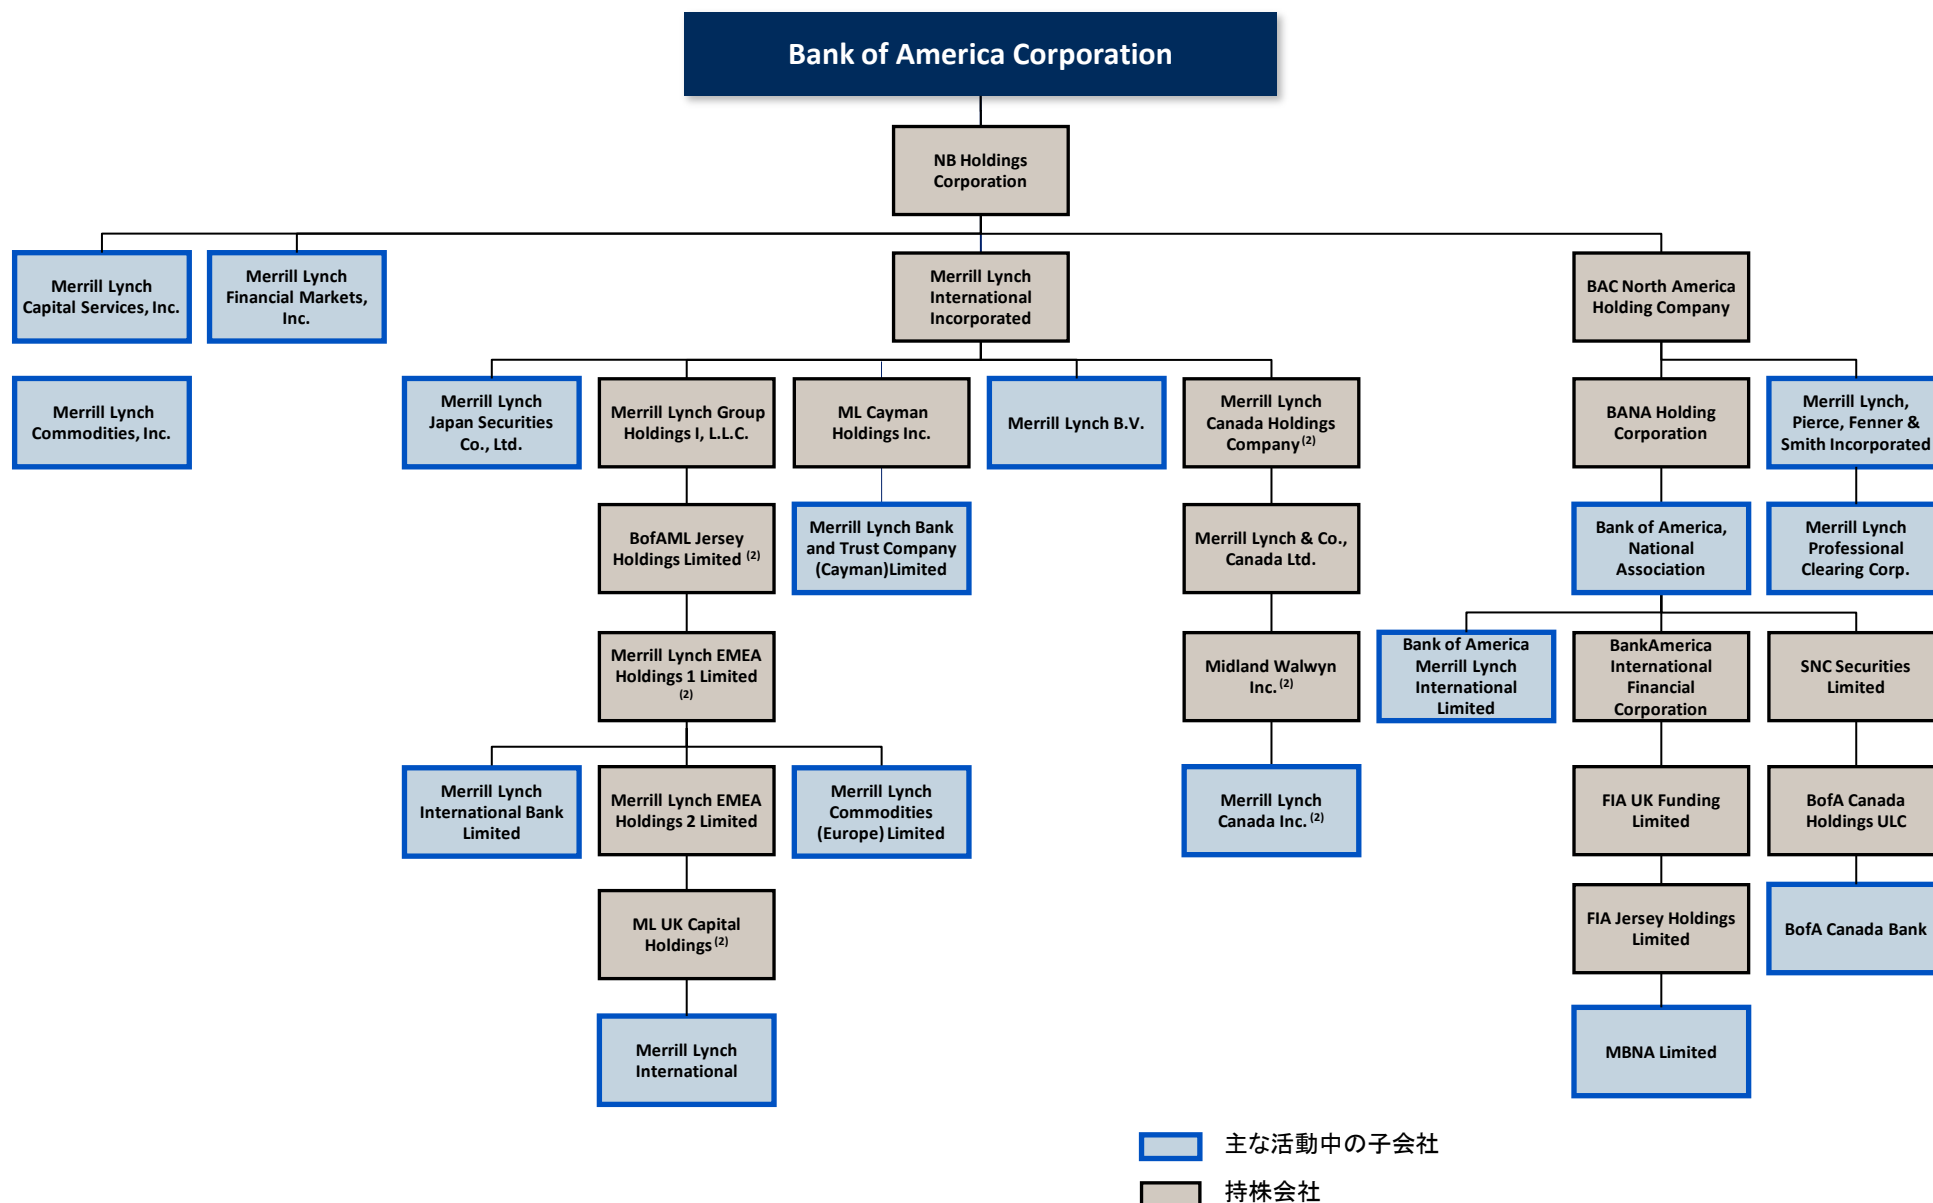 Bank of America Corporation
NB Holdings
Corporation
Merrill Lynch
Capital Services, Inc.
Merrill Lynch
Financial Markets,
Inc.
Merrill Lynch
International
Incorporated
BAC North America
Holding Company
Merrill Lynch
Commodities, Inc.
Merrill Lynch
Japan Securities
Co., Ltd.
Merrill Lynch Group
Holdings I, L.L.C.
ML Cayman
Holdings Inc.
Merrill Lynch B.V.
Merrill Lynch
Canada Holdings
Company (2)
BANA Holding
Corporation
Merrill Lynch,
Pierce, Fenner &
Smith Incorporated
BofAML Jersey
Holdings Limited (2)
Merrill Lynch Bank
and Trust Company
(Cayman)Limited
Merrill Lynch & Co.,
Canada Ltd.
Bank of America,
National
Association
Merrill Lynch
Professional
Clearing Corp.
Merrill Lynch EMEA
Holdings 1 Limited
(2)
Midland Walwyn
Inc. (2)
Bank of America
Merrill Lynch
International
Limited
BankAmerica
International
Financial
Corporation
SNC Securities
Limited
Merrill Lynch
International Bank
Limited
Merrill Lynch EMEA
Holdings 2 Limited
Merrill Lynch
Commodities
(Europe) Limited
Merrill Lynch
Canada Inc. (2)
FIA UK Funding
Limited
BofA Canada
Holdings ULC
ML UK Capital
Holdings (2)
FIA Jersey Holdings
Limited
BofA Canada Bank
Merrill Lynch
International
MBNA Limited
主な活動中の子会社
持株会社